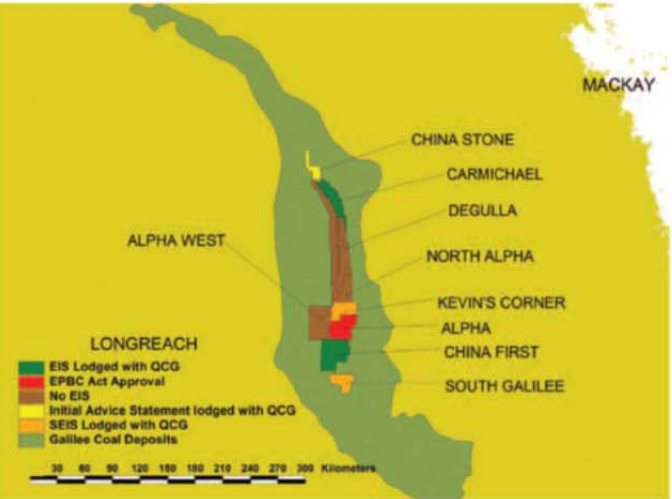 MACKAY
CHINA STONE
CARMICHAEL
DEGULLA
ALPHA WEST
NORTH ALPHA
KEVIN'S CORNER
ALPHA
LONGREACH
CHINA FIRST
SOUTH GALILEE
EIS Lodged with QCG
EPBC Act Approval
No EIS
Initial Advice Statement lodged with QCG
SEIS Lodged with QCG
Galilee Coal Deposits
30 60 90 120 150 180 210 240 270 300 Kilometers